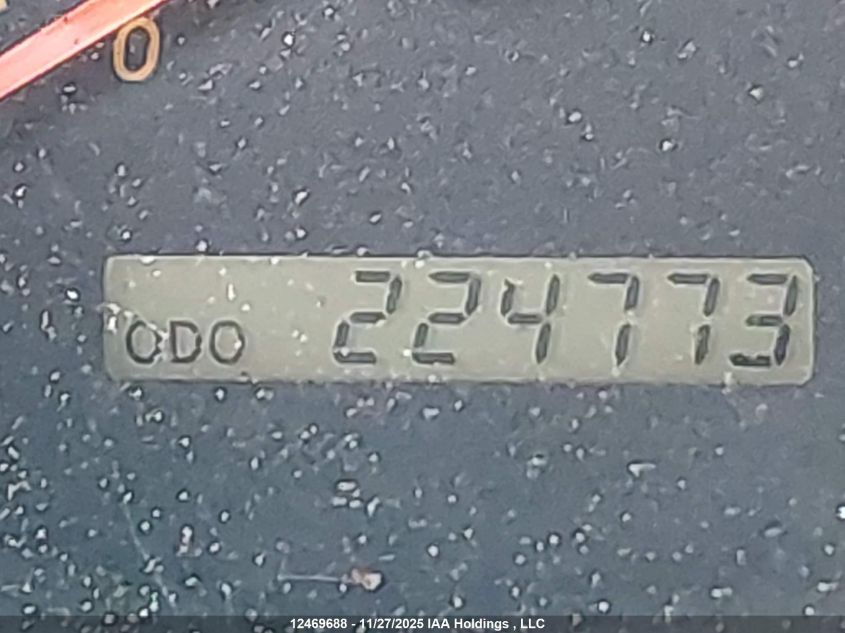 0
ODO 224773
12469688 - 11/27/2025 IAA Holdings , LLC